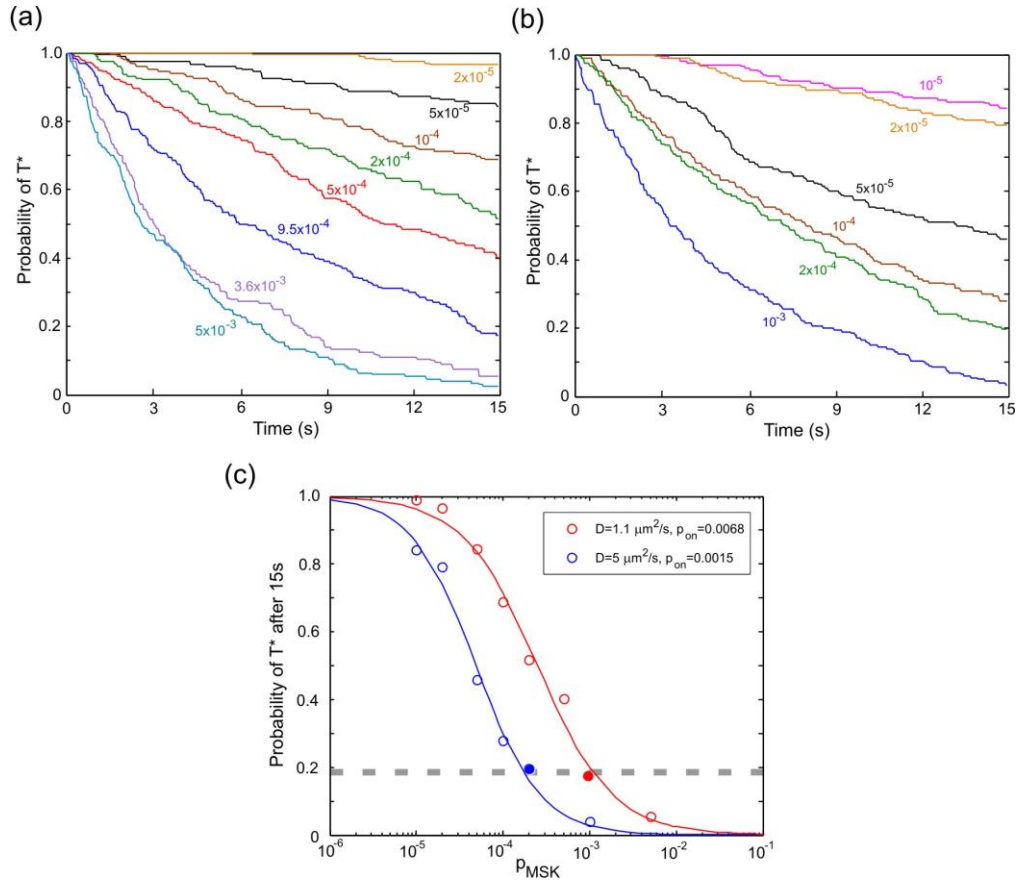 (a)
1.0
0.8
0.6
0.4
0.2
0
Probability of T*
2x10-5
5x10-5
10-4
2x10-4
5x10-4
9.5x10-4
3.6x10-3
5x10-3
0 3 6 9 12 15
Time (s)
(b)
1.0
0.8
0.6
0.4
0.2
0
Probability of T*
10-5
2x10-5
5x10-5
10-4
2x10-4
10-3
0 3 6 9 12 15
Time (s)
(c)
1.0
0.8
0.6
0.4
0.2
0
Probability of T* after 15s
D=1.1 μm2/s, pon=0.0068
D=5 μm2/s, pon=0.0015
10-6 10-5 10-4 10-3 10-2 10-1
pMSK